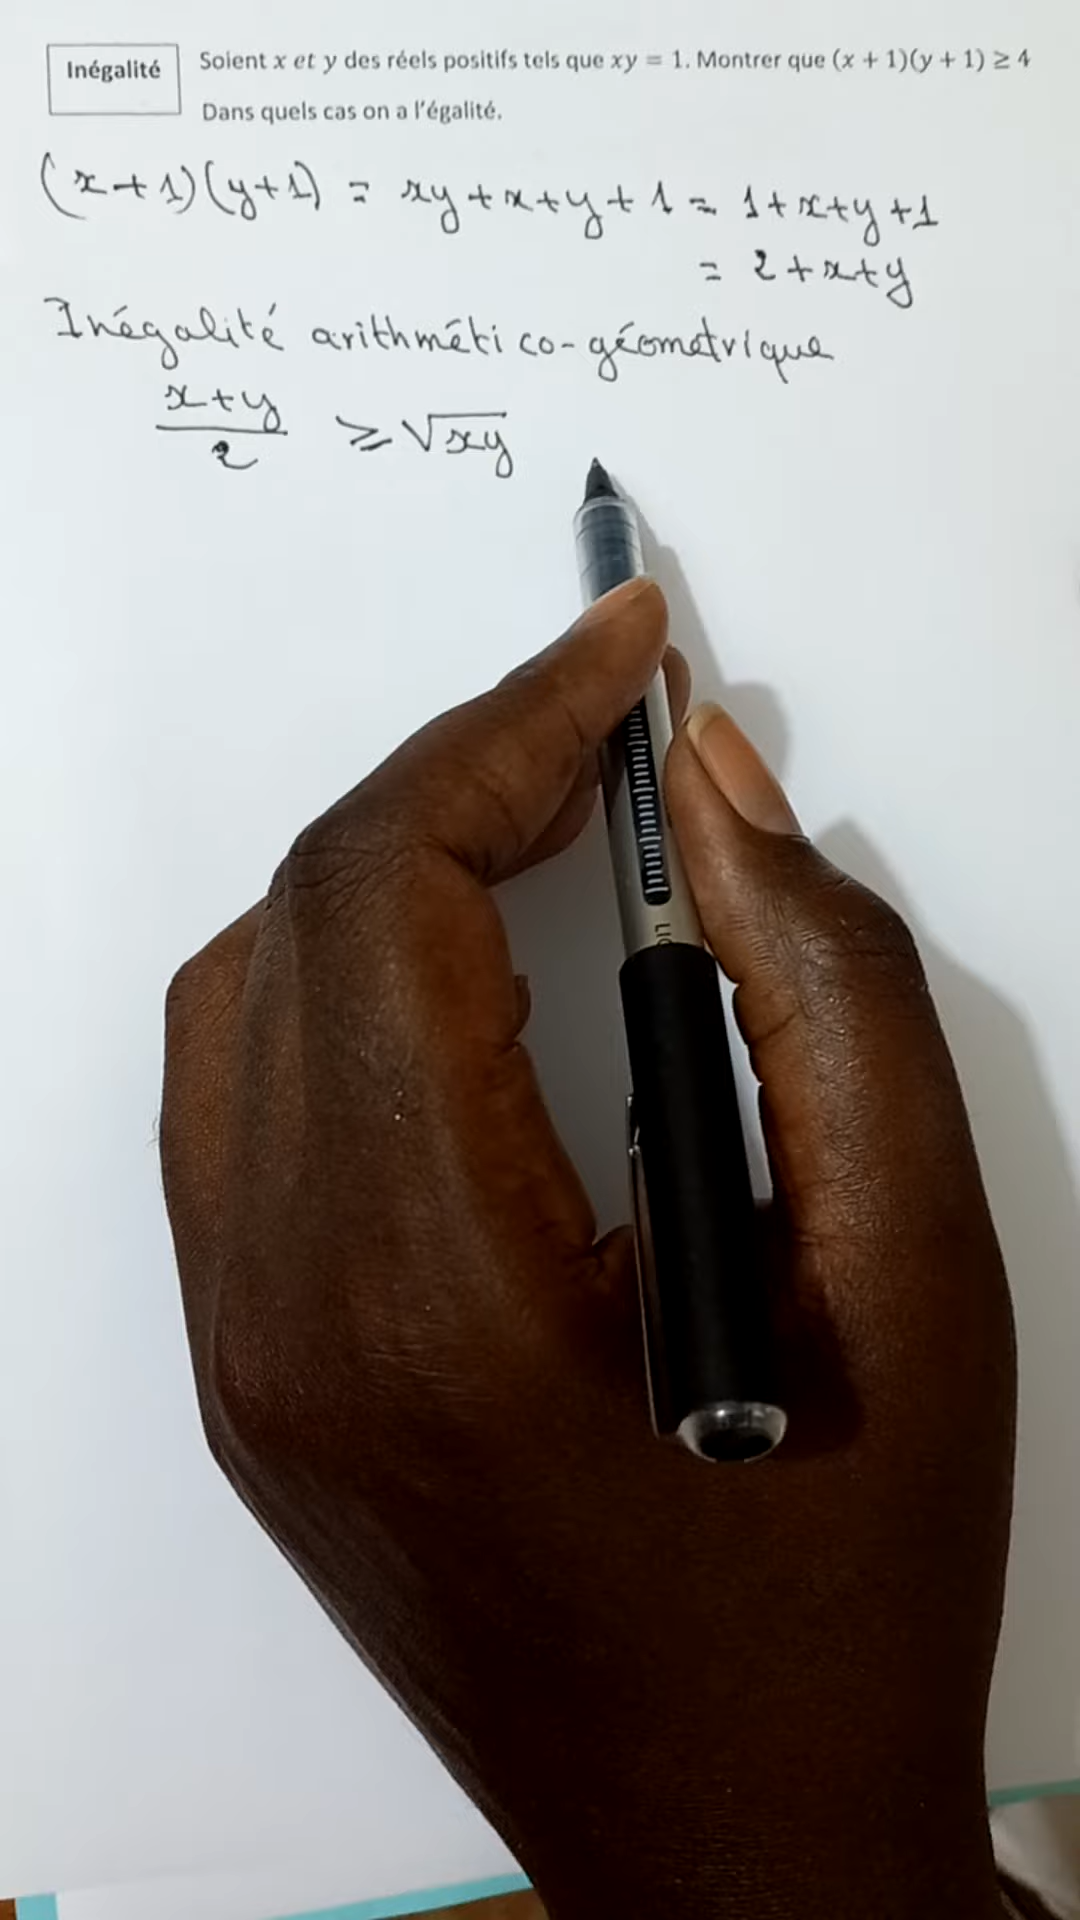 Inégalité
Soient x et y des réels positifs tels que xy = 1. Montrer que (x + 1)(y + 1) ≥ 4
Dans quels cas on a l'égalité.
(x+1)(y+1) = xy+x+y+1 = 1+x+y+1
= 2+x+y
Inégalité arithmético-géometrique
(x+y)/2 ≥ √xy